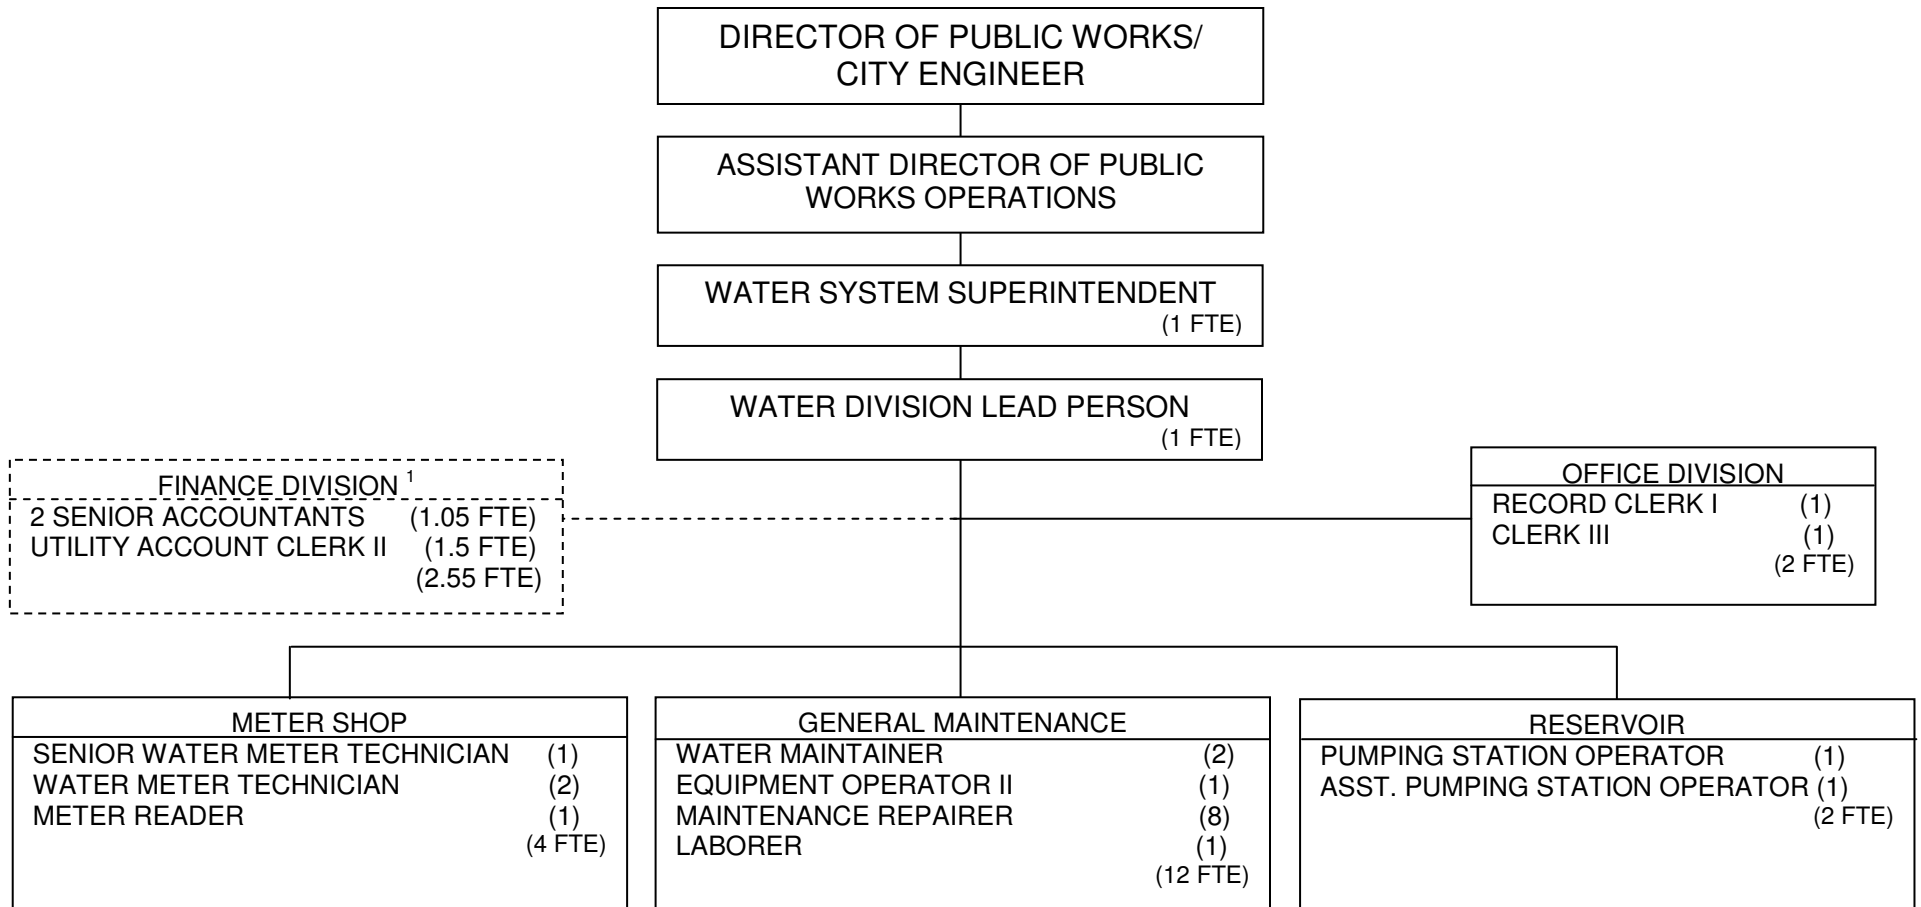 DIRECTOR OF PUBLIC WORKS/
CITY ENGINEER
ASSISTANT DIRECTOR OF PUBLIC
WORKS OPERATIONS
WATER SYSTEM SUPERINTENDENT
(1 FTE)
WATER DIVISION LEAD PERSON
(1 FTE)
FINANCE DIVISION 1
2 SENIOR ACCOUNTANTS (1.05 FTE)
UTILITY ACCOUNT CLERK II (1.5 FTE)
(2.55 FTE)
OFFICE DIVISION
RECORD CLERK I (1)
CLERK III (1)
(2 FTE)
METER SHOP
SENIOR WATER METER TECHNICIAN (1)
WATER METER TECHNICIAN (2)
METER READER (1)
(4 FTE)
GENERAL MAINTENANCE
WATER MAINTAINER (2)
EQUIPMENT OPERATOR II (1)
MAINTENANCE REPAIRER (8)
LABORER (1)
(12 FTE)
RESERVOIR
PUMPING STATION OPERATOR (1)
ASST. PUMPING STATION OPERATOR (1)
(2 FTE)